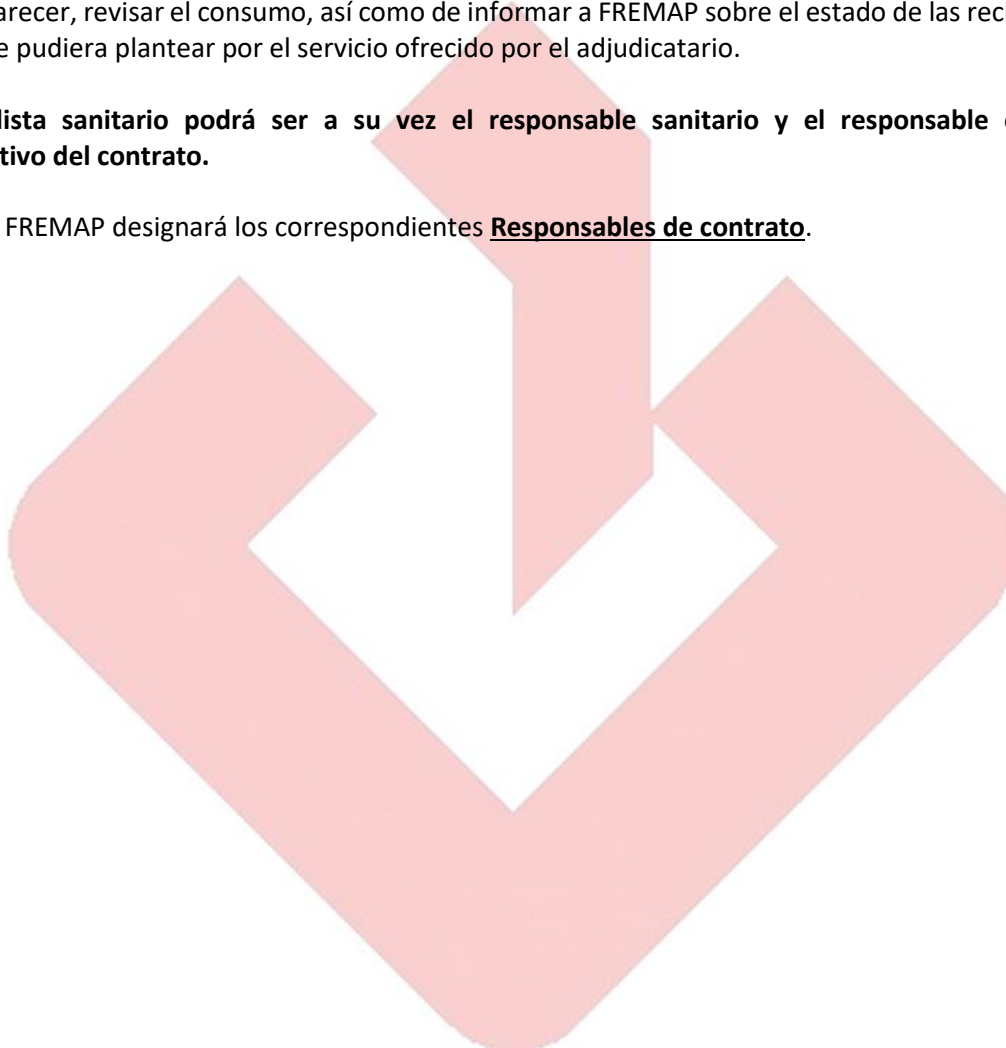 arecer, revisar el consumo, así como de informar a FREMAP sobre el estado de las rec
e pudiera plantear por el servicio ofrecido por el adjudicatario.
lista sanitario podrá ser a su vez el responsable sanitario y el responsable
tivo del contrato.
FREMAP designará los correspondientes Responsables de contrato.